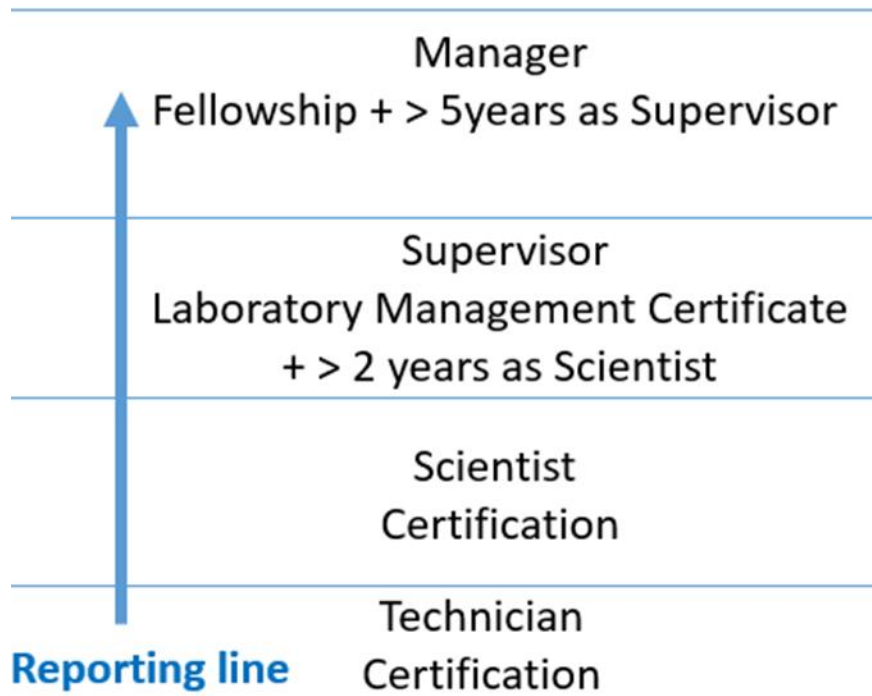 Manager
Fellowship + > 5years as Supervisor
Supervisor
Laboratory Management Certificate
+ > 2 years as Scientist
Scientist
Certification
Technician
Certification
Reporting line